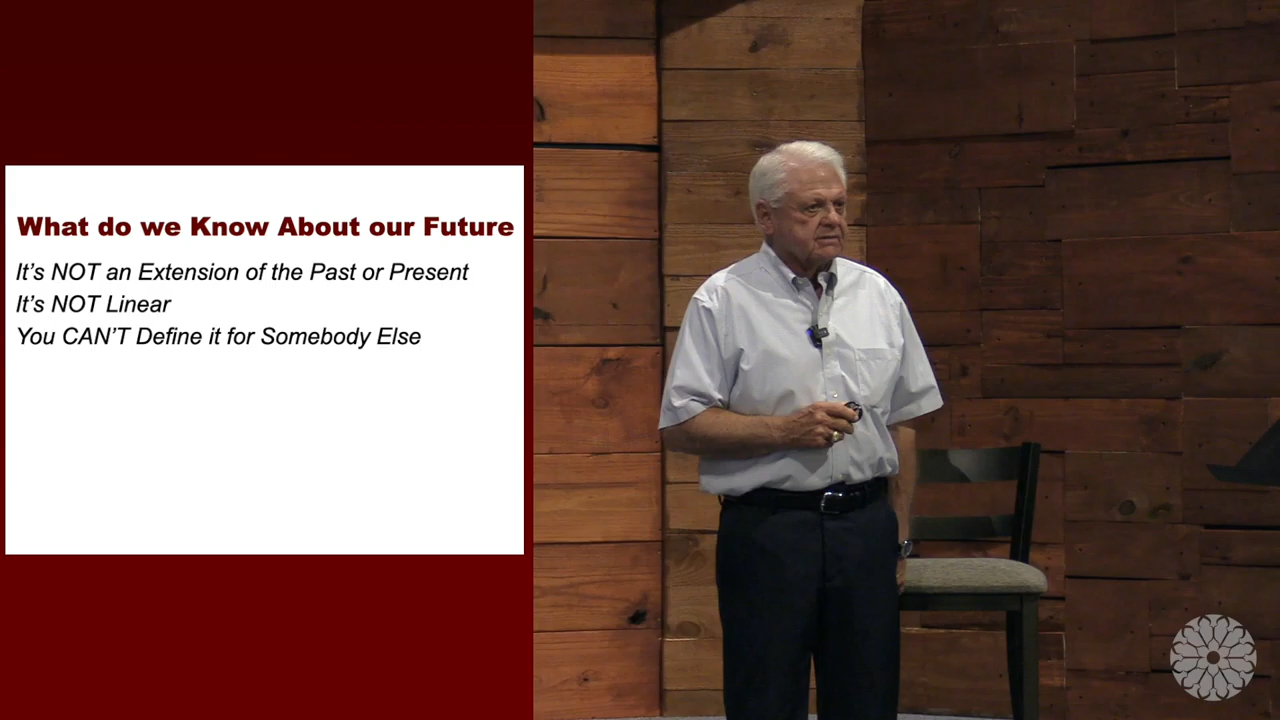 What do we Know About our Future
It's NOT an Extension of the Past or Present
It's NOT Linear
You CAN'T Define it for Somebody Else